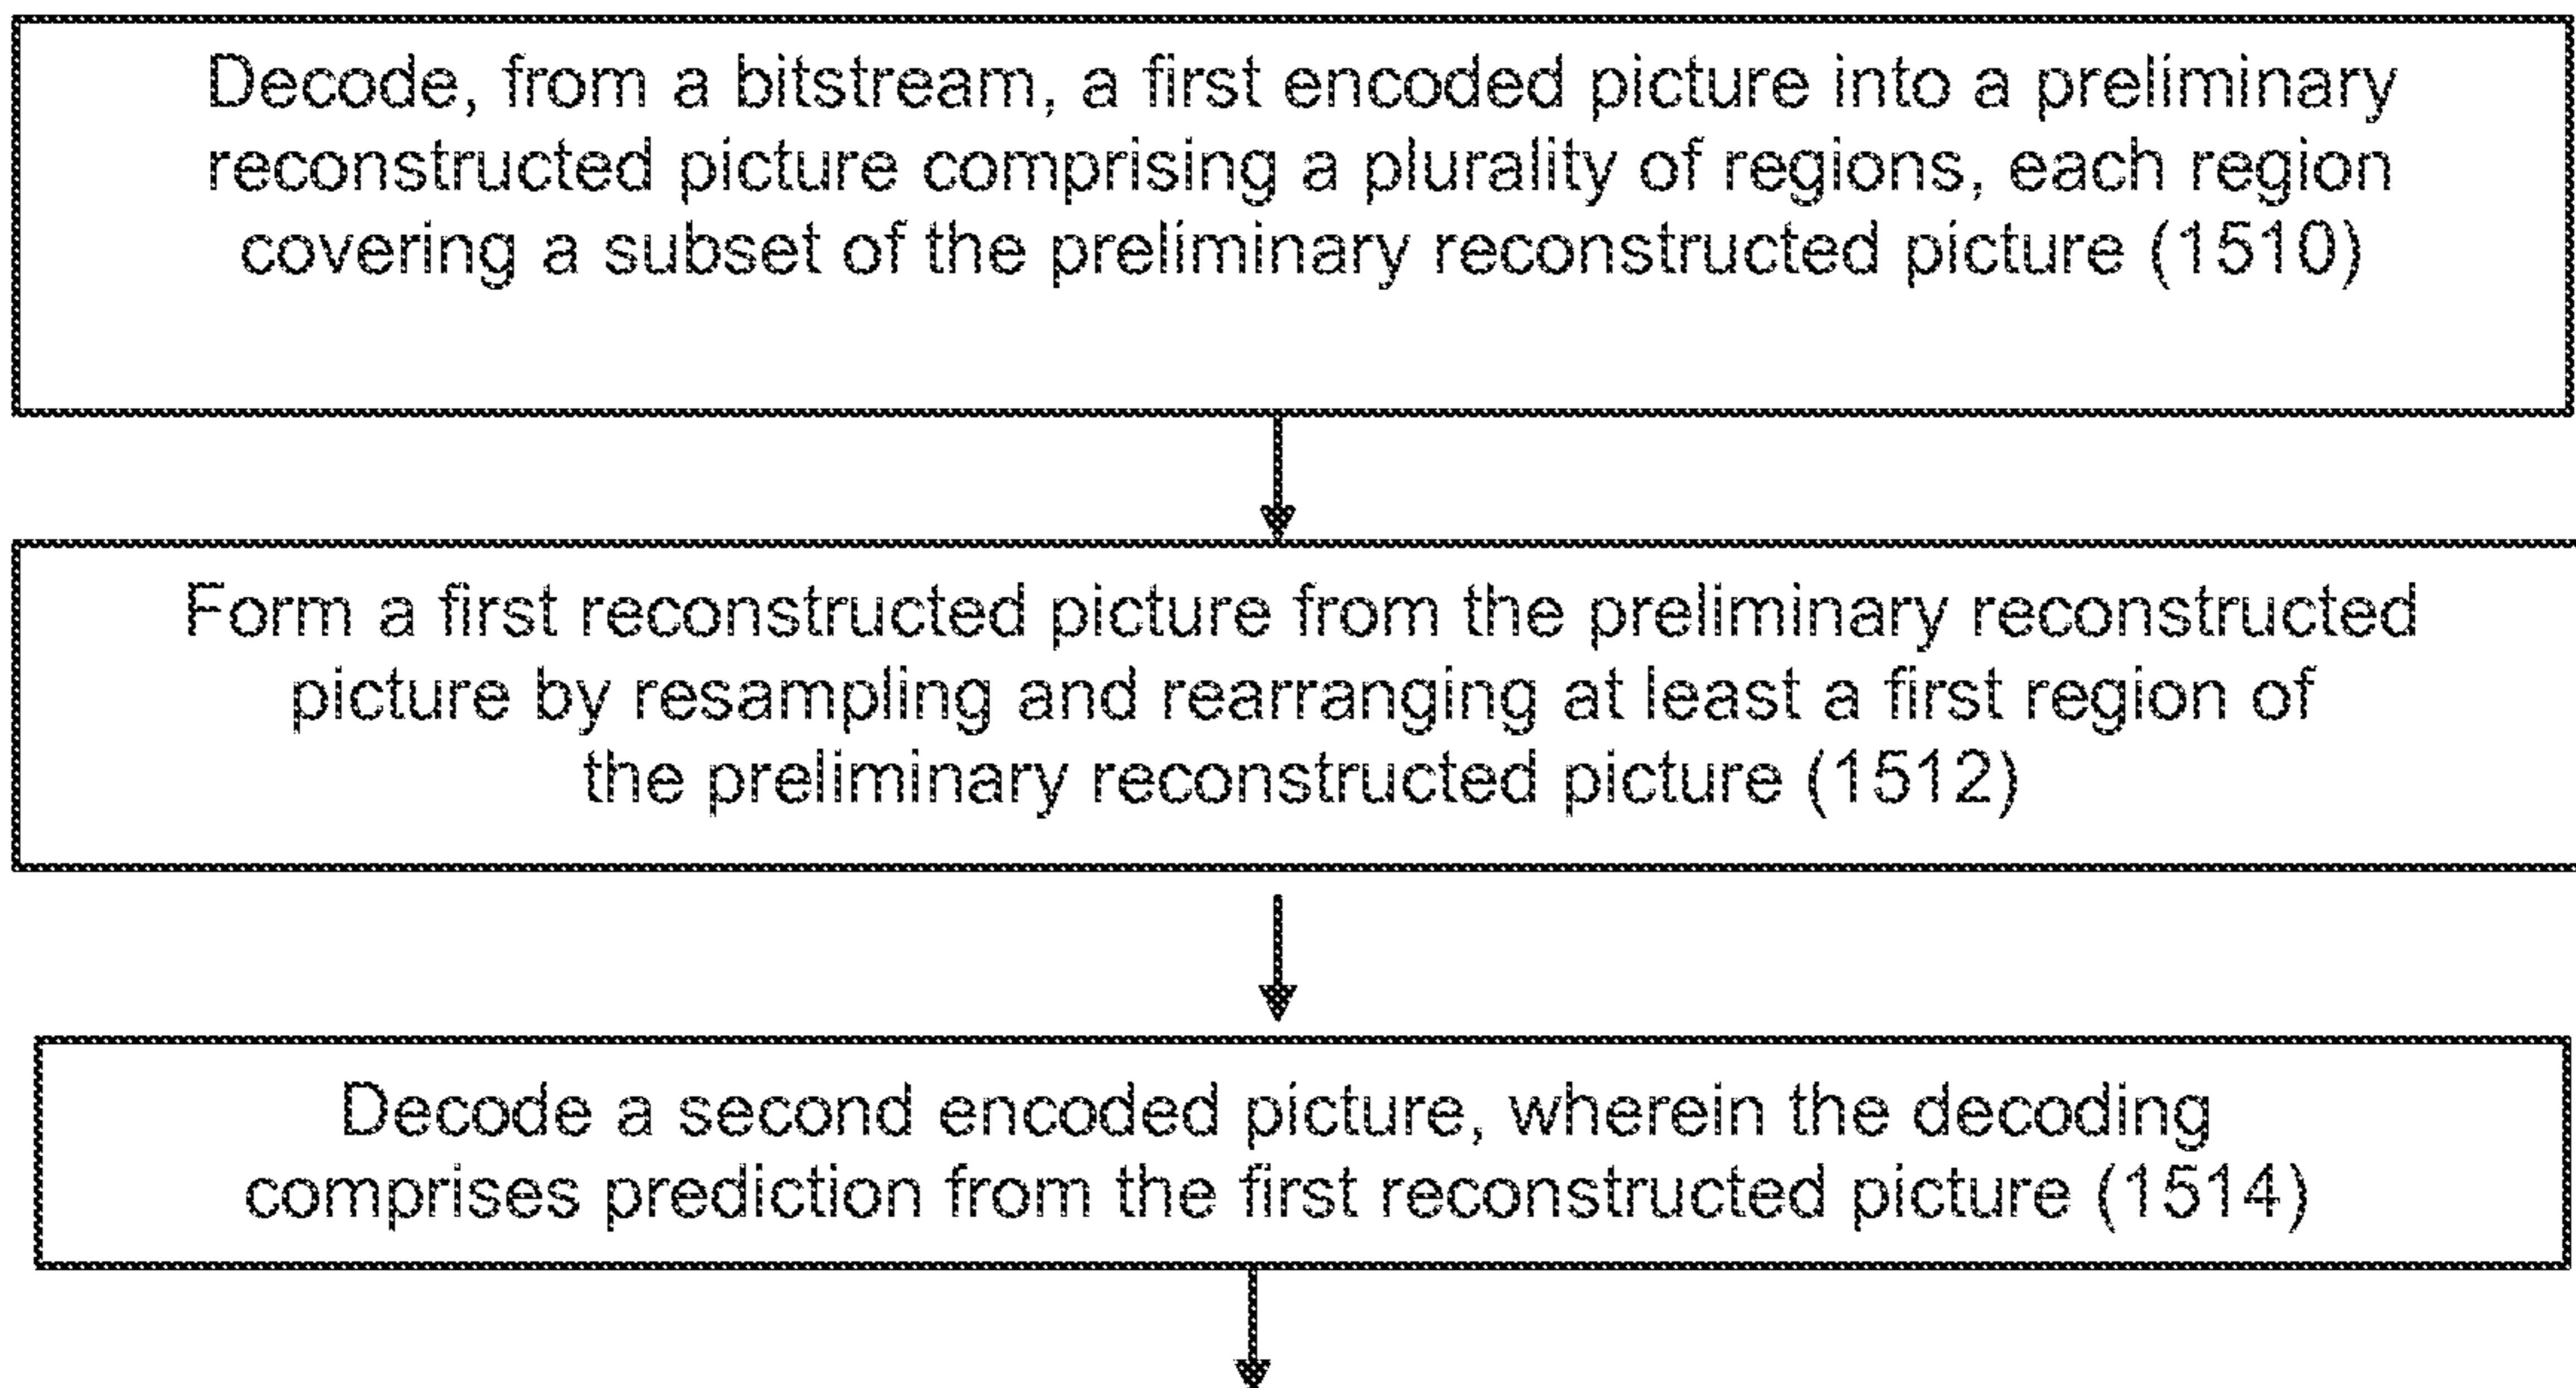 Decode, from a bitstream, a first encoded picture into a preliminary
reconstructed picture comprising a plurality of regions, each region
covering a subset of the preliminary reconstructed picture (1510)
Form a first reconstructed picture from the preliminary reconstructed
picture by resampling and rearranging at least a first region of
the preliminary reconstructed picture (1512)
Decode a second encoded picture, wherein the decoding
comprises prediction from the first reconstructed picture (1514)